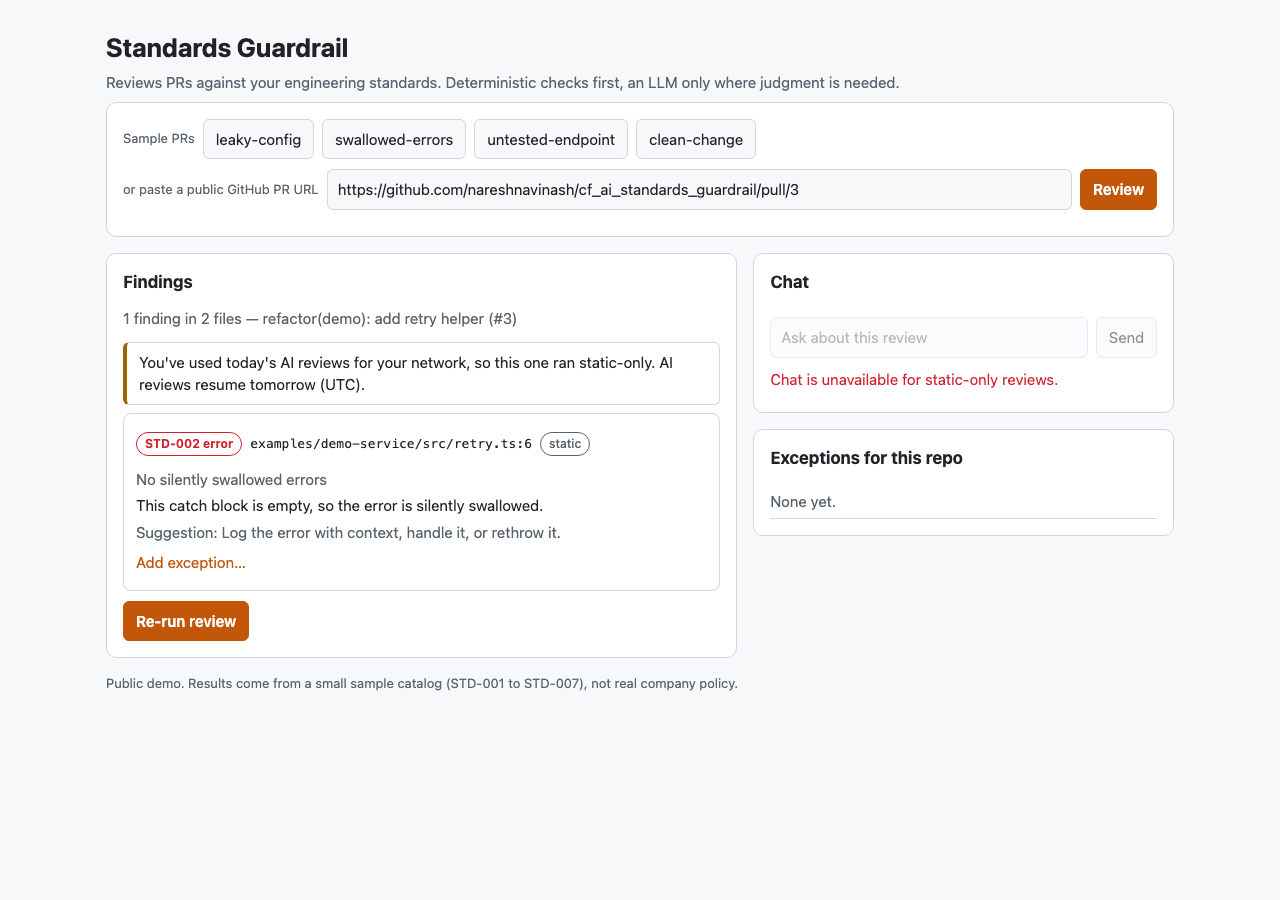 Standards Guardrail
Reviews PRs against your engineering standards. Deterministic checks first, an LLM only where judgment is needed.
Sample PRs
leaky-config
swallowed-errors
untested-endpoint
clean-change
or paste a public GitHub PR URL
https://github.com/nareshnavinash/cf_ai_standards_guardrail/pull/3
Review
Findings
1 finding in 2 files — refactor(demo): add retry helper (#3)
You've used today's AI reviews for your network, so this one ran static-only. AI
reviews resume tomorrow (UTC).
STD-002 error examples/demo-service/src/retry.ts:6 static
No silently swallowed errors
This catch block is empty, so the error is silently swallowed.
Suggestion: Log the error with context, handle it, or rethrow it.
Add exception...
Re-run review
Chat
Ask about this review
Send
Chat is unavailable for static-only reviews.
Exceptions for this repo
None yet.
Public demo. Results come from a small sample catalog (STD-001 to STD-007), not real company policy.